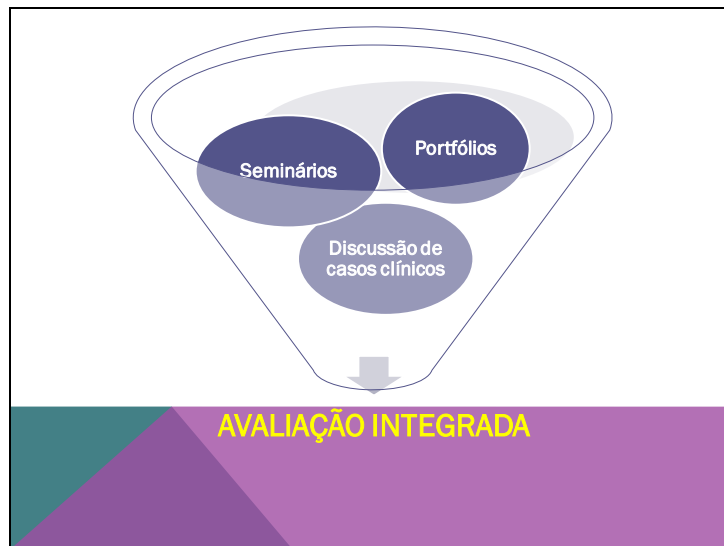 Portfólios
Seminários
Discussão de
casos clínicos
AVALIAÇÃO INTEGRADA